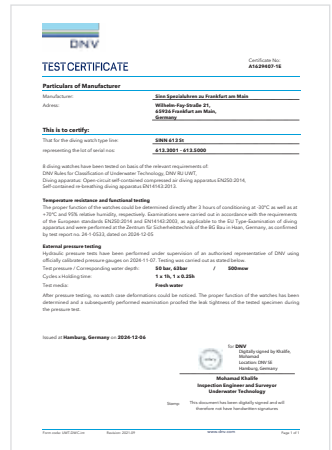 DNV
TEST CERTIFICATE
Certificate No:
A1629407-1E
Particulars of Manufacturer
Manufacturer: Sinn Spezialuhren zu Frankfurt am Main
Adress: Wilhelm-Fay-Straße 21,
65936 Frankfurt am Main,
Germany
This is to certify:
That for the diving watch type line: SINN 613 St
representing the lot of serial nos: 613.3001 - 613.5000
8 diving watches have been tested on basis of the relevant requirements of:
DNV Rules for Classification of Underwater Technology, DNV RU UWT,
Diving apparatus: Open-circuit self-contained compressed air diving apparatus EN250:2014,
Self-contained re-breathing diving apparatus EN14143:2013.
Temperature resistance and functional testing
The proper function of the watches could be determined directly after 3 hours of conditioning at -30°C as well as at
+70°C and 95% relative humidity, respectively. Examinations were carried out in accordance with the requirements
of the European standards EN250:2014 and EN14143:2003, as applicable to the EU Type-Examination of diving
apparatus and were performed at the Zentrum für Sicherheitstechnik of the BG Bau in Haan, Germany, as confirmed
by test report no. 24-1-0533, dated on 2024-12-05
External pressure testing
Hydraulic pressure tests have been performed under supervision of an authorised representative of DNV using
officially calibrated pressure gauges on 2024-11-07. Testing was carried out as stated below.
Test pressure / Corresponding water depth: 50 bar, 62bar / 500msw
Cycles x Holding time: 1 x 1h, 1 x 0.25h
Test media: Fresh water
After pressure testing, no watch case deformations could be noticed. The proper function of the watches has been
determined and a subsequently performed examination proofed the leak tightness of the tested specimen during
the pressure test.
Issued at Hamburg, Germany on 2024-12-06
for DNV
Digitally signed by Khalife,
Mohamad
Location: DNV SE
Hamburg, Germany
Mohamad Khalife
Inspection Engineer and Surveyor
Underwater Technology
Stamp This document has been digitally signed and will
therefore not have handwritten signatures
Revision: 2021-09 www.dnv.com Page 1 of 1